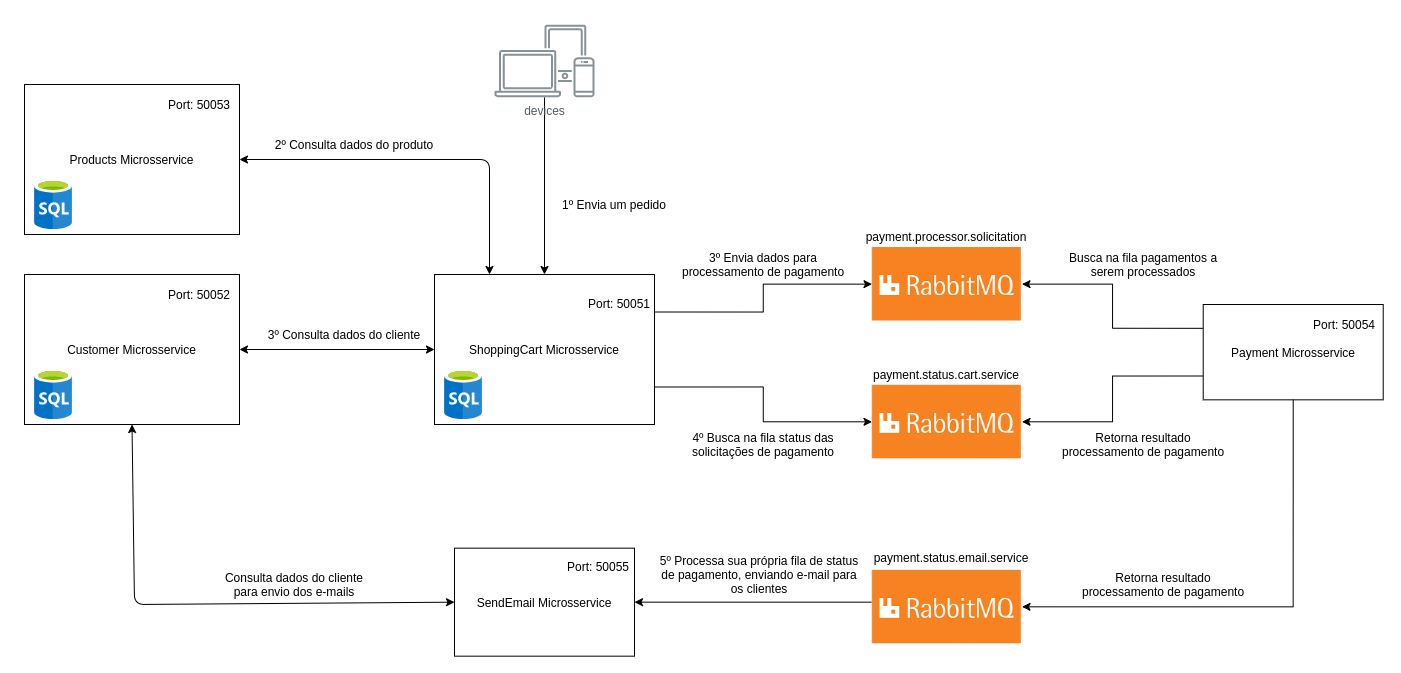 devices
Port: 50053
Products Microsservice
SQL
2º Consulta dados do produto
1º Envia um pedido
Port: 50052
Customer Microsservice
SQL
3º Consulta dados do cliente
Port: 50051
ShoppingCart Microsservice
SQL
3º Envia dados para
processamento de pagamento
payment.processor.solicitation
RabbitMQ
Busca na fila pagamentos a
serem processados
Port: 50054
Payment Microsservice
4º Busca na fila status das
solicitações de pagamento
payment.status.cart.service
RabbitMQ
Retorna resultado
processamento de pagamento
Consulta dados do cliente
para envio dos e-mails
Port: 50055
SendEmail Microsservice
5º Processa sua própria fila de status
de pagamento, enviando e-mail para
os clientes
payment.status.email.service
RabbitMQ
Retorna resultado
processamento de pagamento